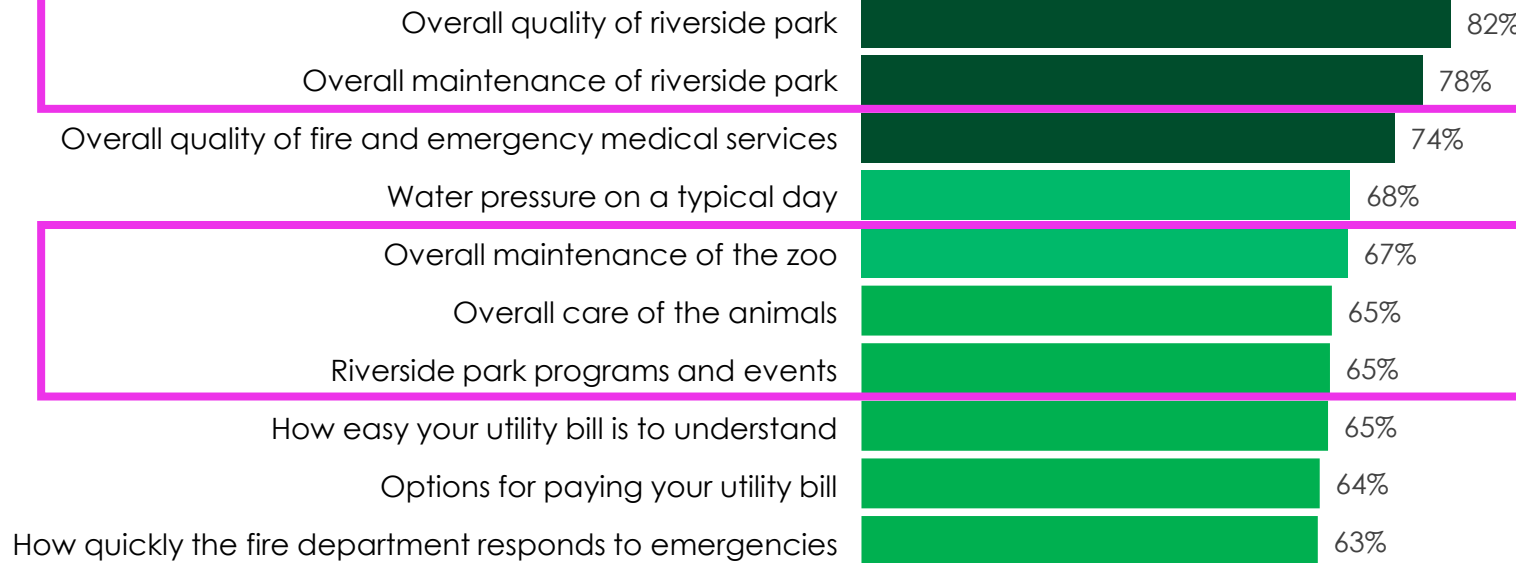 Overall quality of riverside park 82%
Overall maintenance of riverside park 78%
Overall quality of fire and emergency medical services 74%
Water pressure on a typical day 68%
Overall maintenance of the zoo 67%
Overall care of the animals 65%
Riverside park programs and events 65%
How easy your utility bill is to understand 65%
Options for paying your utility bill 64%
How quickly the fire department responds to emergencies 63%